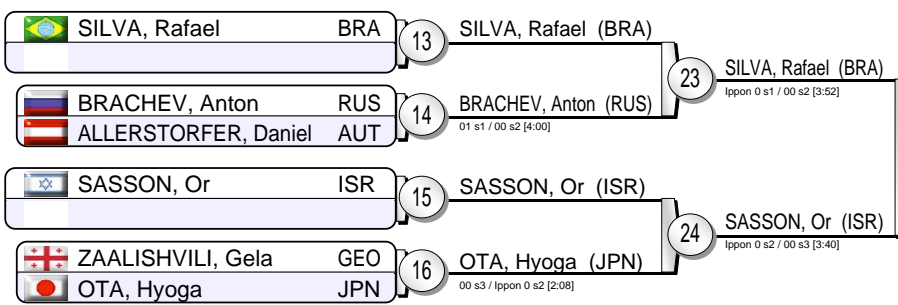 SILVA, Rafael BRA
13
SILVA, Rafael (BRA)
23
SILVA, Rafael (BRA)
Ippon 0 s1 / 00 s2 [3:52]
BRACHEV, Anton RUS
ALLERSTORFER, Daniel AUT
14
BRACHEV, Anton (RUS)
01 s1 / 00 s2 [4:00]
SASSON, Or ISR
15
SASSON, Or (ISR)
24
SASSON, Or (ISR)
Ippon 0 s2 / 00 s3 [3:40]
ZAALISHVILI, Gela GEO
OTA, Hyoga JPN
16
OTA, Hyoga (JPN)
00 s3 / Ippon 0 s2 [2:08]